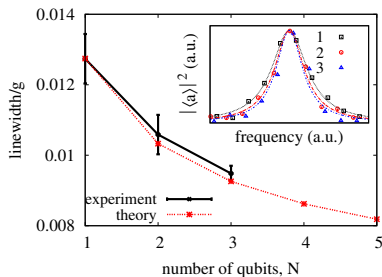 0.014
0.012
0.01
0.008
linewidth/g
1
2
3
4
5
number of qubits, N
experiment
theory
|⟨a⟩|² (a.u.)
frequency (a.u.)
1
2
3